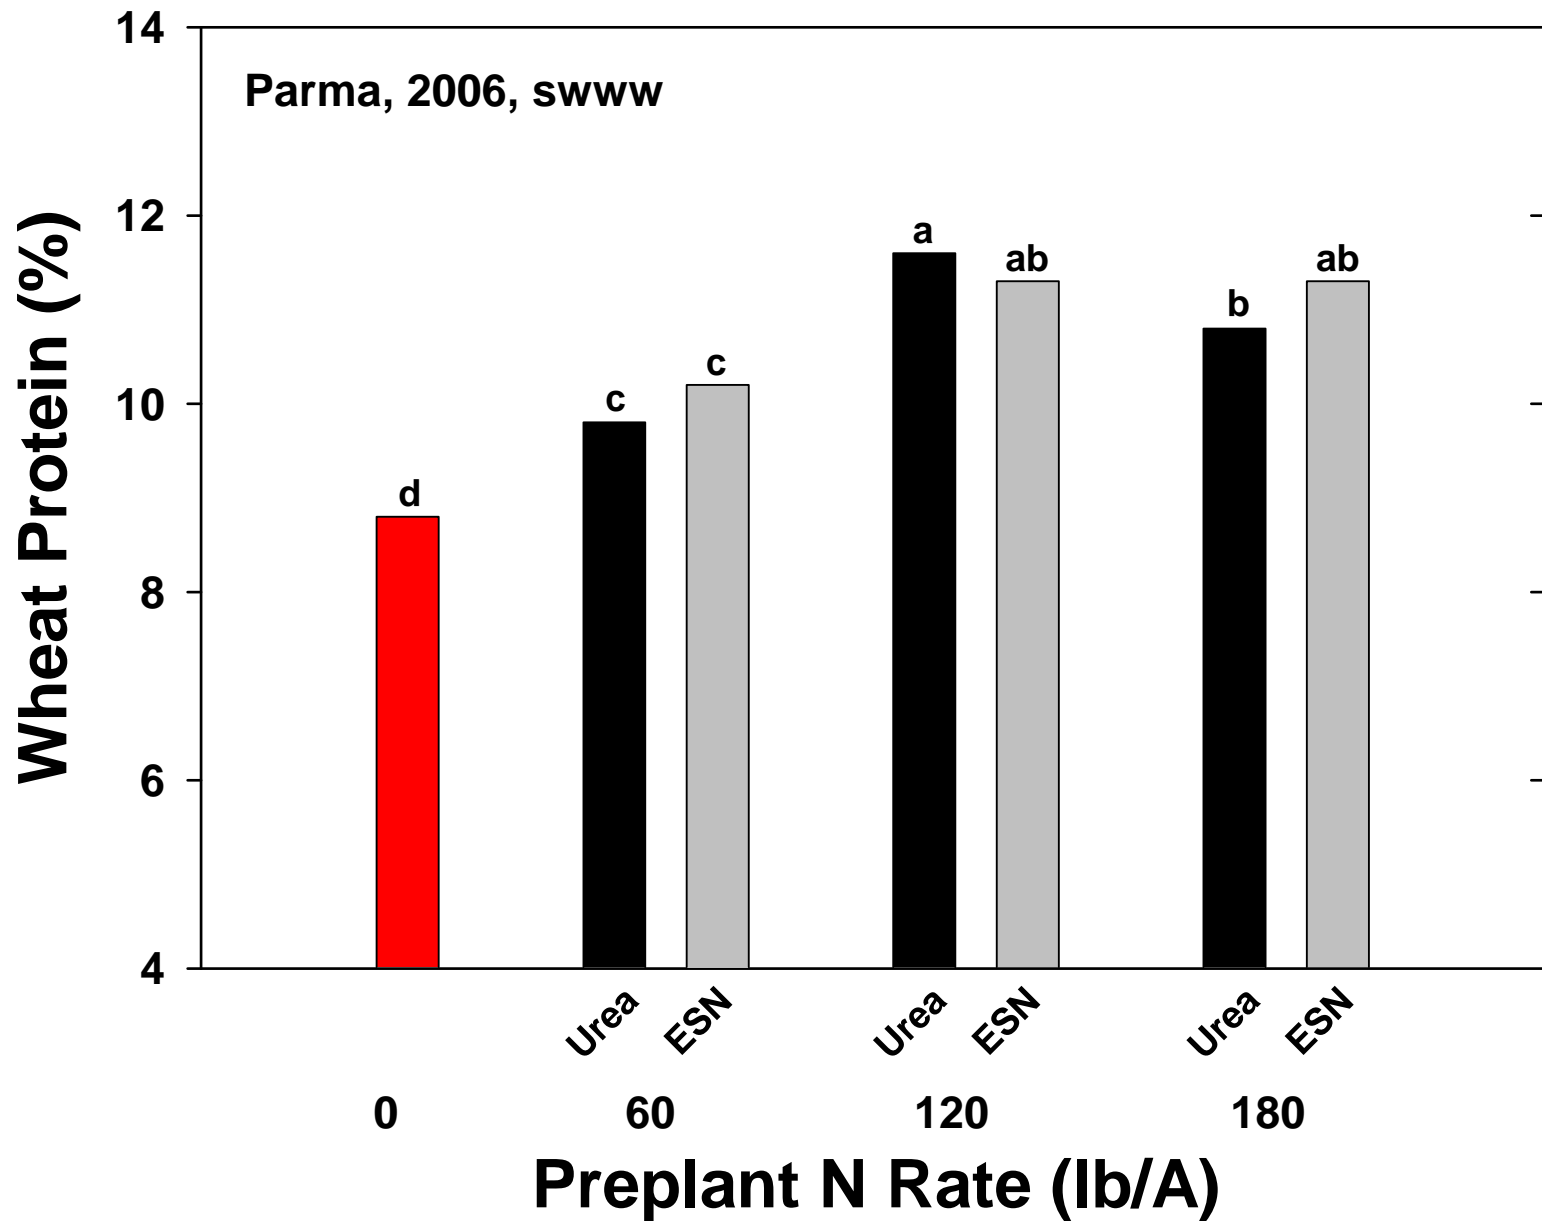 14
Parma, 2006, swww
12
a
ab
ab
b
c
c
10
d
8
6
4
Wheat Protein (%)
Urea ESN Urea ESN Urea ESN
0 60 120 180
Preplant N Rate (lb/A)